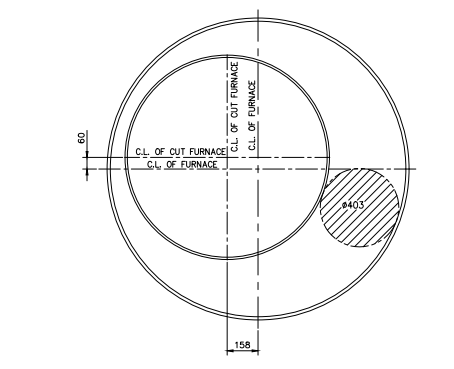 60
C.L. OF CUT FURNACE
C.L. OF FURNACE
C.L. OF CUT FURNACE
C.L. OF FURNACE
ø403
158